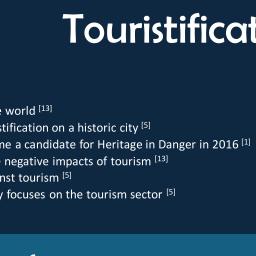 Touristificat
e world [13]
stification on a historic city [5]
me a candidate for Heritage in Danger in 2016 [1]
negative impacts of tourism [13]
nst tourism [5]
y focuses on the tourism sector [5]